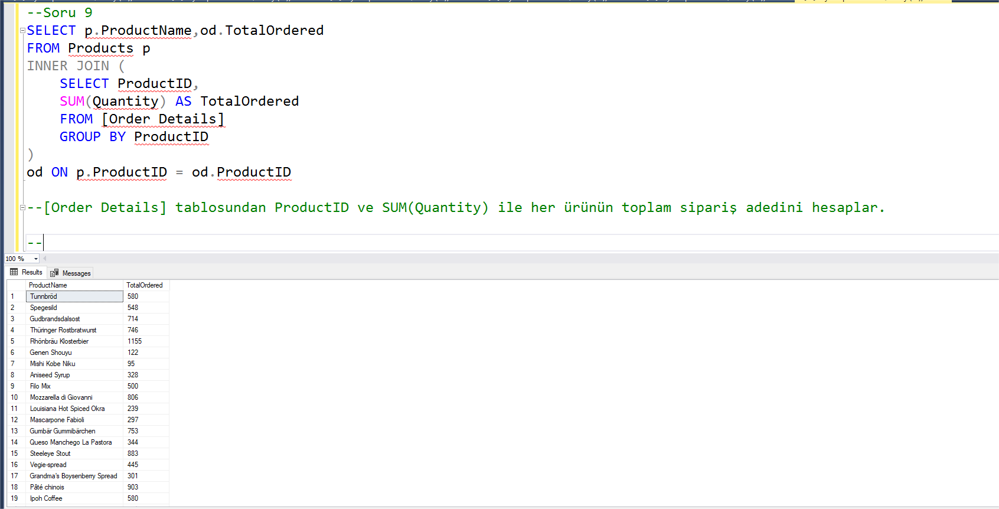 --Soru 9
SELECT p.ProductName,od.TotalOrdered
FROM Products p
INNER JOIN (
SELECT ProductID,
SUM(Quantity) AS TotalOrdered
FROM [Order Details]
GROUP BY ProductID
)
od ON p.ProductID = od.ProductID
--[Order Details] tablosundan ProductID ve SUM(Quantity) ile her ürünün toplam sipariş adedini hesaplar.
--
100 %
Results Messages
ProductName TotalOrdered
1 Tunnbröd 580
2 Spegesild 548
3 Gudbrandsdalsost 714
4 Thüringer Rostbratwurst 746
5 Rhönbräu Klosterbier 1155
6 Genen Shouyu 122
7 Mishi Kobe Niku 95
8 Aniseed Syrup 328
9 Filo Mix 500
10 Mozzarella di Giovanni 806
11 Louisiana Hot Spiced Okra 239
12 Mascarpone Fabioli 297
13 Gumbär Gummibärchen 753
14 Queso Manchego La Pastora 344
15 Steeleye Stout 883
16 Vegie-spread 445
17 Grandma's Boysenberry Spread 301
18 Pâté chinois 903
19 Ipoh Coffee 580